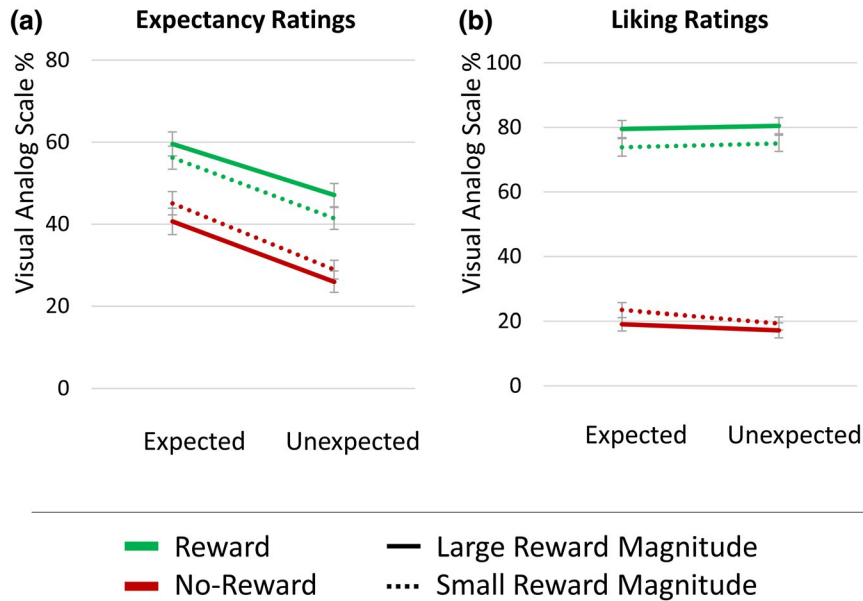 (a) Expectancy Ratings
Visual Analog Scale %
80
60
40
20
0
Expected Unexpected
(b) Liking Ratings
Visual Analog Scale %
100
80
60
40
20
0
Expected Unexpected
Reward
Large Reward Magnitude
No-Reward
Small Reward Magnitude